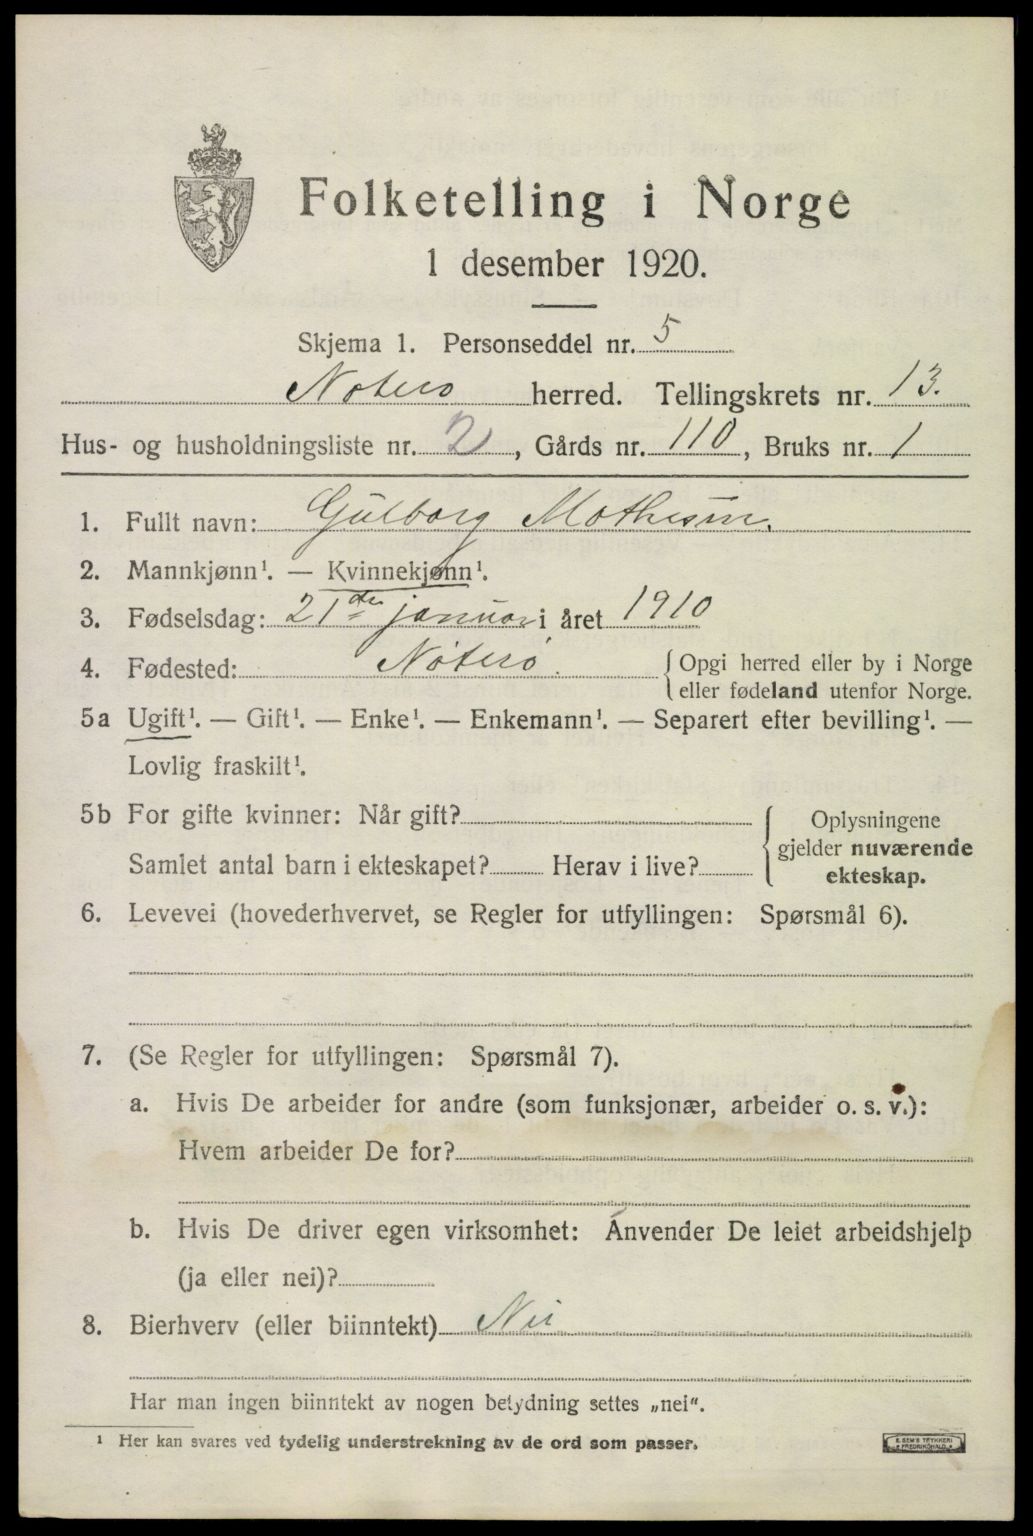 Folketelling i Norge
1 desember 1920.
Skjema 1. Personseddel nr. 5
Nøterø herred. Tellingskrets nr. 13.
Hus- og husholdningsliste nr. 2, Gårds nr. 110, Bruks nr. 1
1. Fullt navn: Gulborg Mathisen.
2. Mannkjønn¹. — Kvinnekjønn¹.
3. Fødselsdag: 21de januar i året 1910
4. Fødested: Nøterø. { Opgi herred eller by i Norge
eller fødeland utenfor Norge.
5a Ugift¹. — Gift¹. — Enke¹. — Enkemann¹. — Separert efter bevilling¹. —
Lovlig fraskilt¹.
5b For gifte kvinner: Når gift?
Samlet antal barn i ekteskapet? Herav i live?
Oplysningene
gjelder nuværende
ekteskap.
6. Levevei (hovederhvervet, se Regler for utfyllingen: Spørsmål 6).
7. (Se Regler for utfyllingen: Spørsmål 7).
a. Hvis De arbeider for andre (som funksjonær, arbeider o. s. v.):
Hvem arbeider De for?
b. Hvis De driver egen virksomhet: Anvender De leiet arbeidshjelp
(ja eller nei)?
8. Bierhverv (eller biinntekt) Nei
Har man ingen biinntekt av nogen betydning settes „nei“.
¹ Her kan svares ved tydelig understrekning av de ord som passer.
E. SEM'S TRYKKERI
FREDRIKSHALD